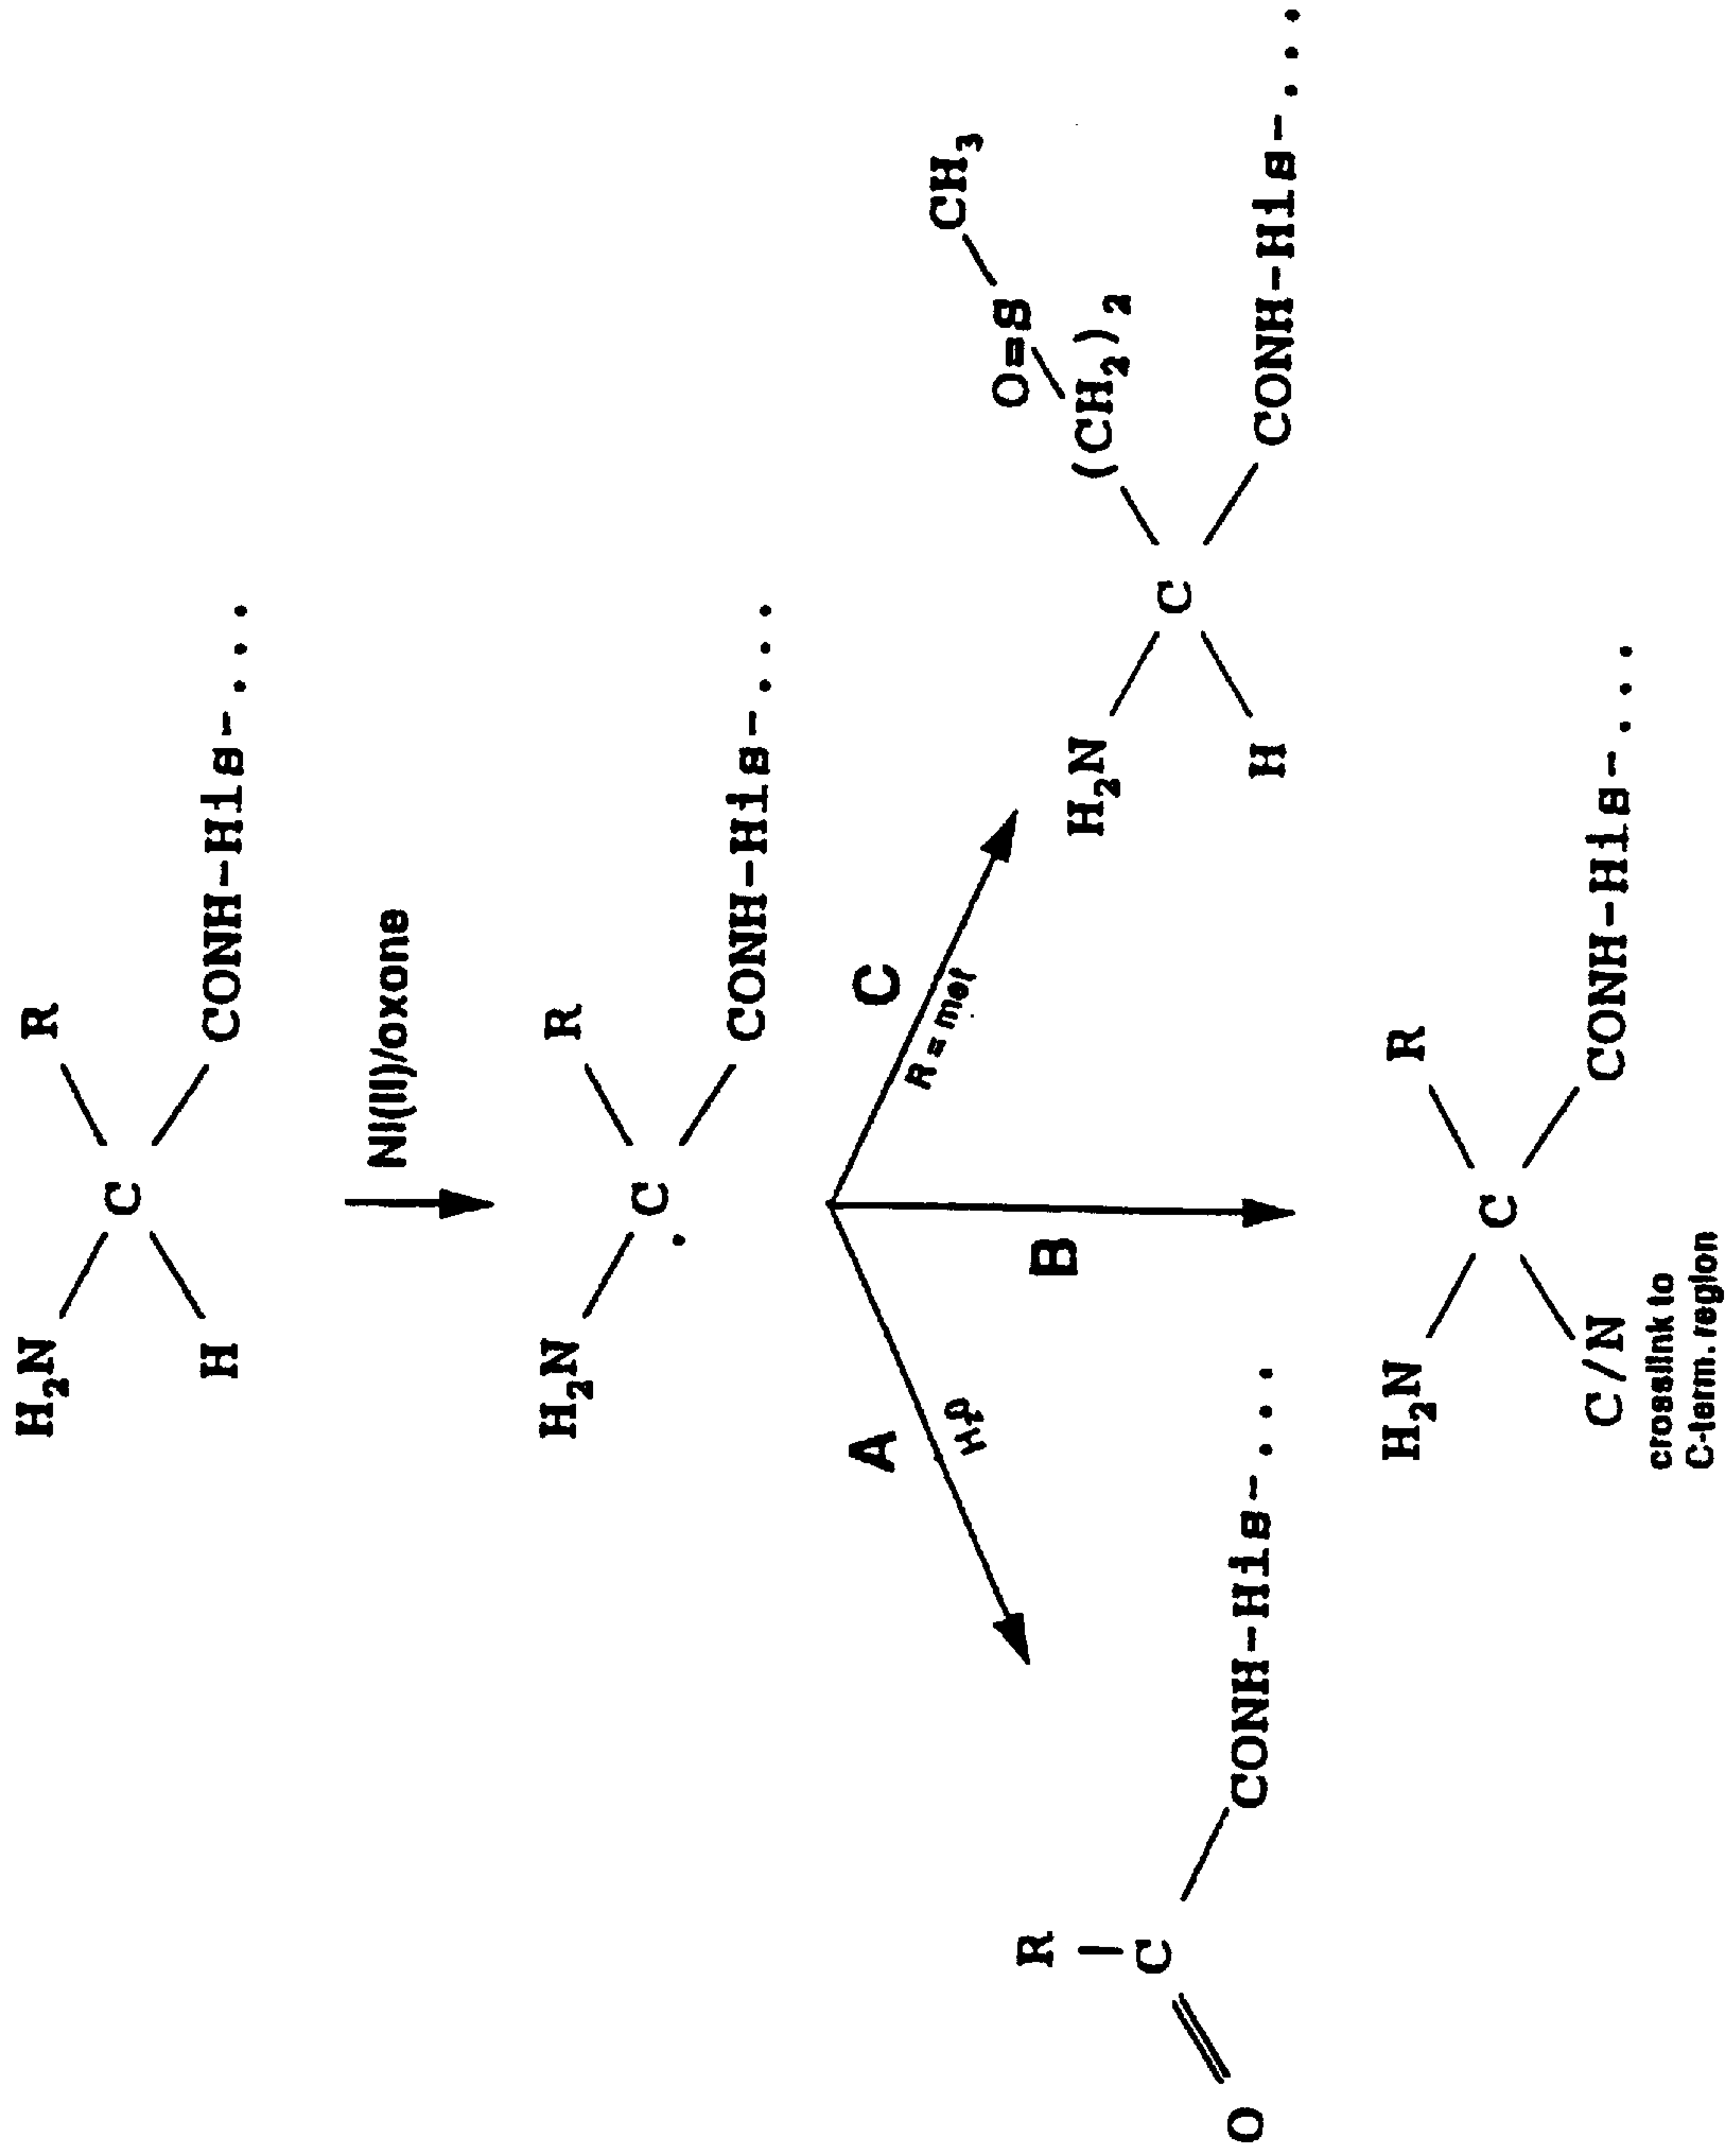 H₂N R
C
H CONH-His-...
Ni(II)/oxone
H₂N R
C
. CONH-His-...
A C
H₂O R = met
CH₃
O=S
R B H₂N (CH₂)₂
C C
O CONH-His-... H CONH-His-...
H₂N R
C
C/N CONH-His-...
crosslink to
C-term. region